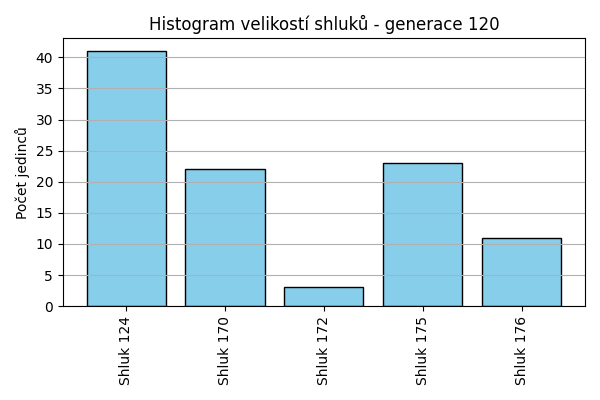 Histogram velikostí shluků - generace 120
Počet jedinců
40
35
30
25
20
15
10
5
0
Shluk 124
Shluk 170
Shluk 172
Shluk 175
Shluk 176